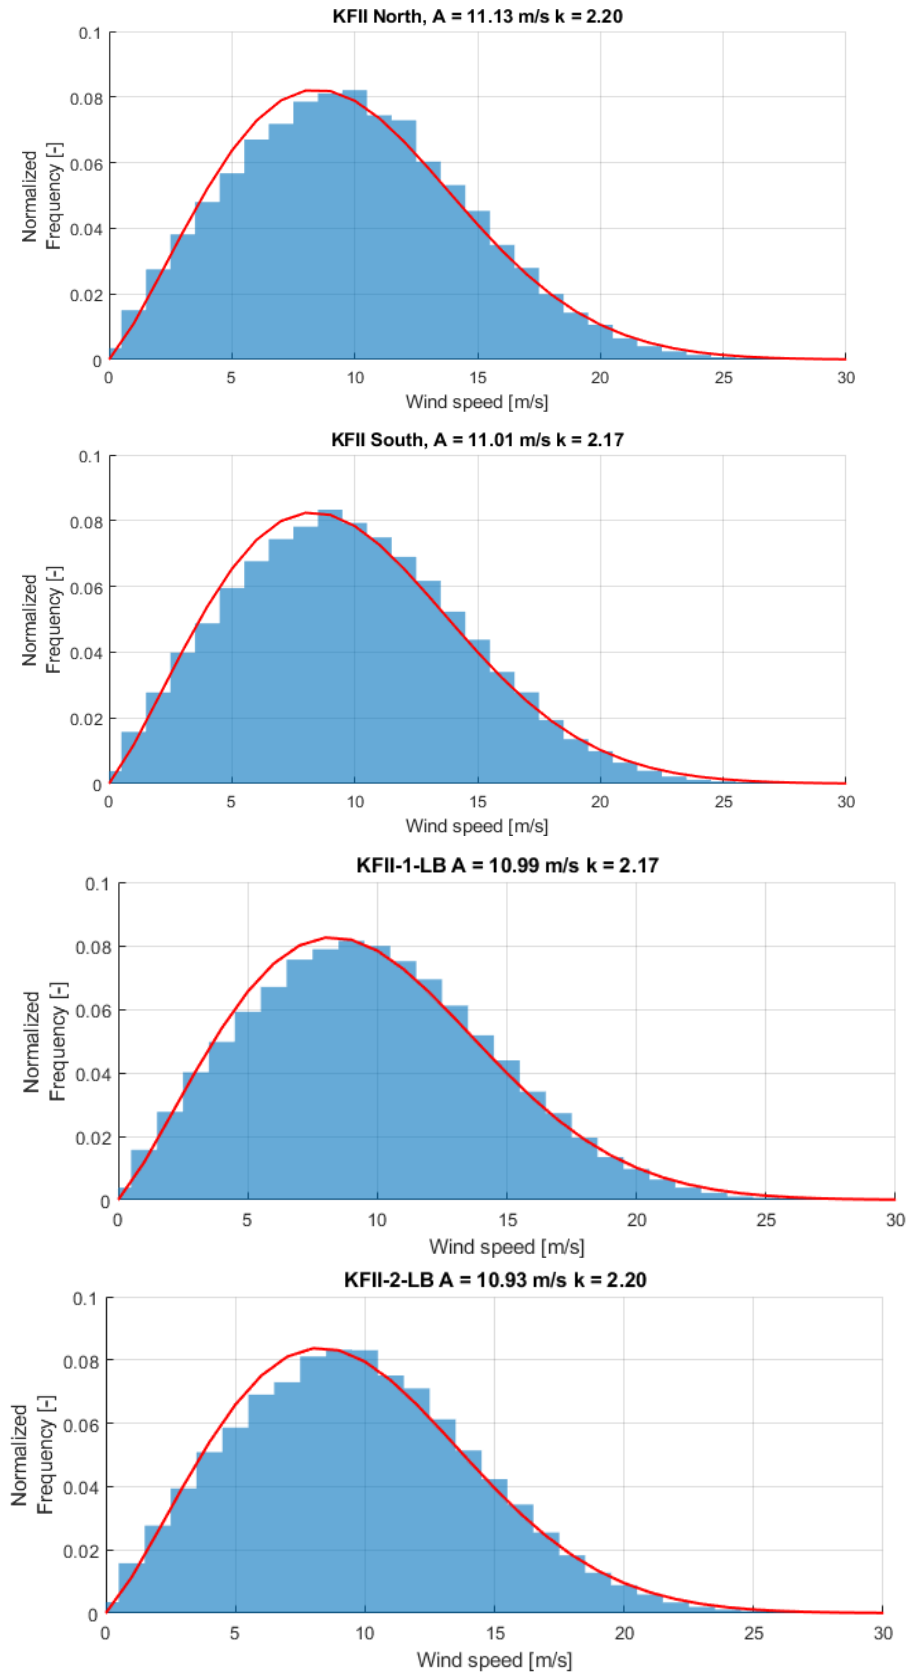 KFII North, A = 11.13 m/s k = 2.20
0.1
0.08
0.06
0.04
0.02
0
Normalized
Frequency [-]
0 5 10 15 20 25 30
Wind speed [m/s]
KFII South, A = 11.01 m/s k = 2.17
0.1
0.08
0.06
0.04
0.02
0
Normalized
Frequency [-]
0 5 10 15 20 25 30
Wind speed [m/s]
KFII-1-LB A = 10.99 m/s k = 2.17
0.1
0.08
0.06
0.04
0.02
0
Normalized
Frequency [-]
0 5 10 15 20 25 30
Wind speed [m/s]
KFII-2-LB A = 10.93 m/s k = 2.20
0.1
0.08
0.06
0.04
0.02
0
Normalized
Frequency [-]
0 5 10 15 20 25 30
Wind speed [m/s]